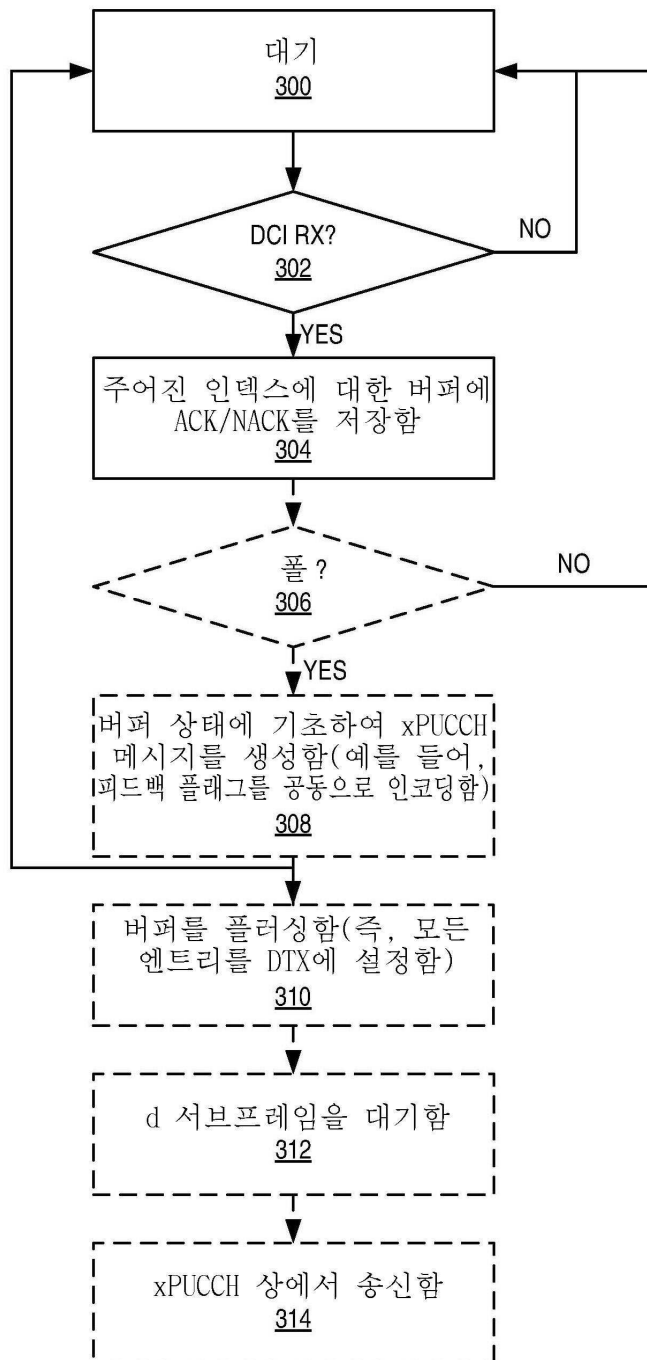 대기
300
DCI RX?
302
NO
YES
주어진 인덱스에 대한 버퍼에
ACK/NACK를 저장함
304
폴 ?
306
NO
YES
버퍼 상태에 기초하여 xPUCCH
메시지를 생성함(예를 들어,
피드백 플래그를 공동으로 인코딩함)
308
버퍼를 플러싱함(즉, 모든
엔트리를 DTX에 설정함)
310
d 서브프레임을 대기함
312
xPUCCH 상에서 송신함
314